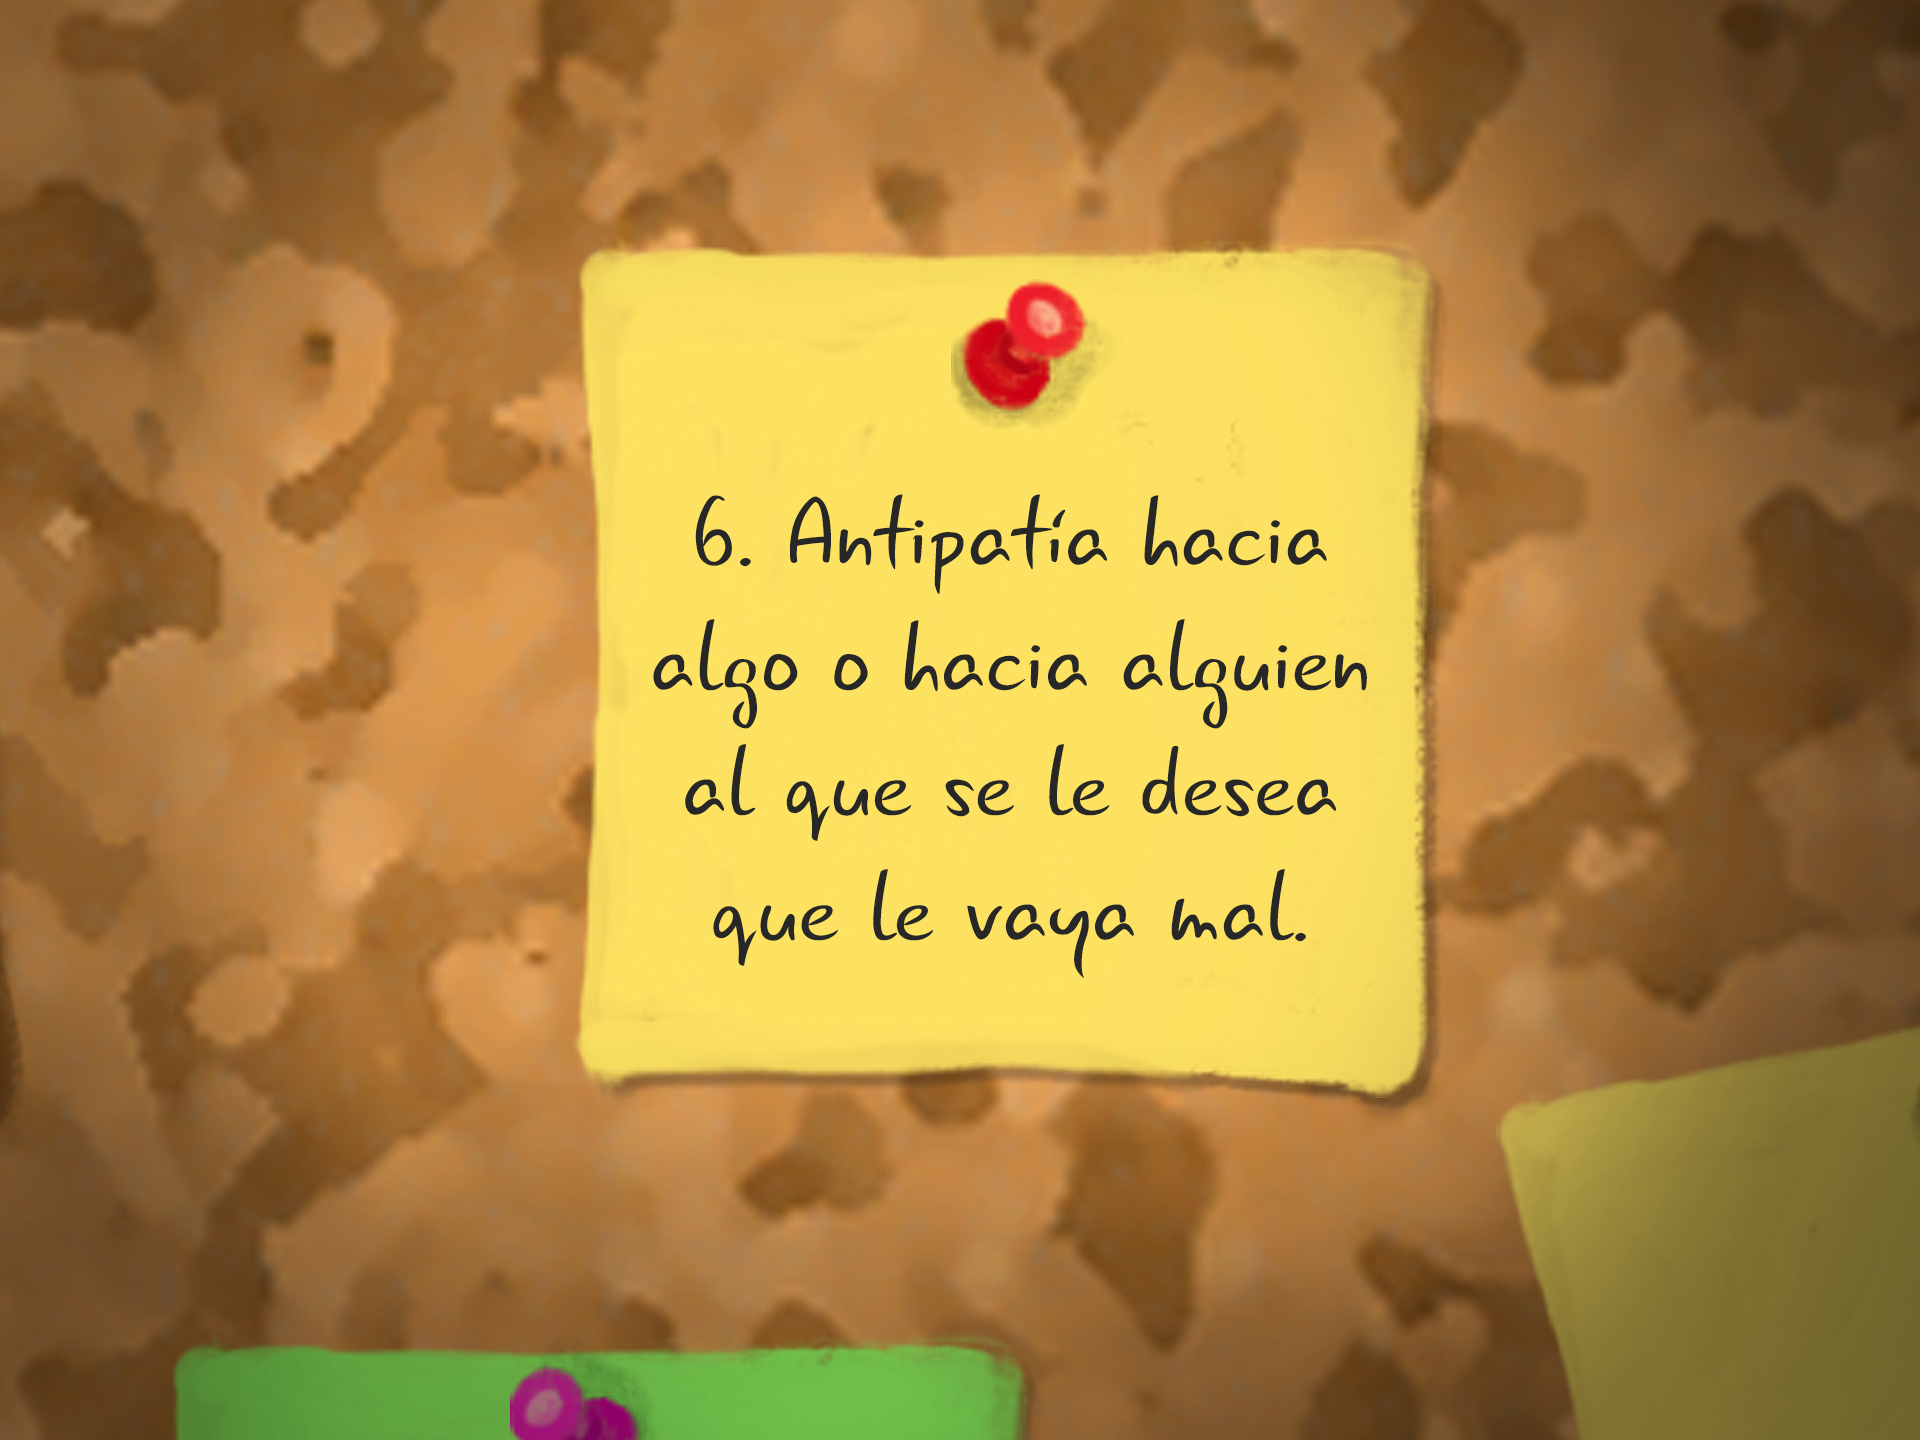 6. Antipatía hacia
algo o hacia alguien
al que se le desea
que le vaya mal.